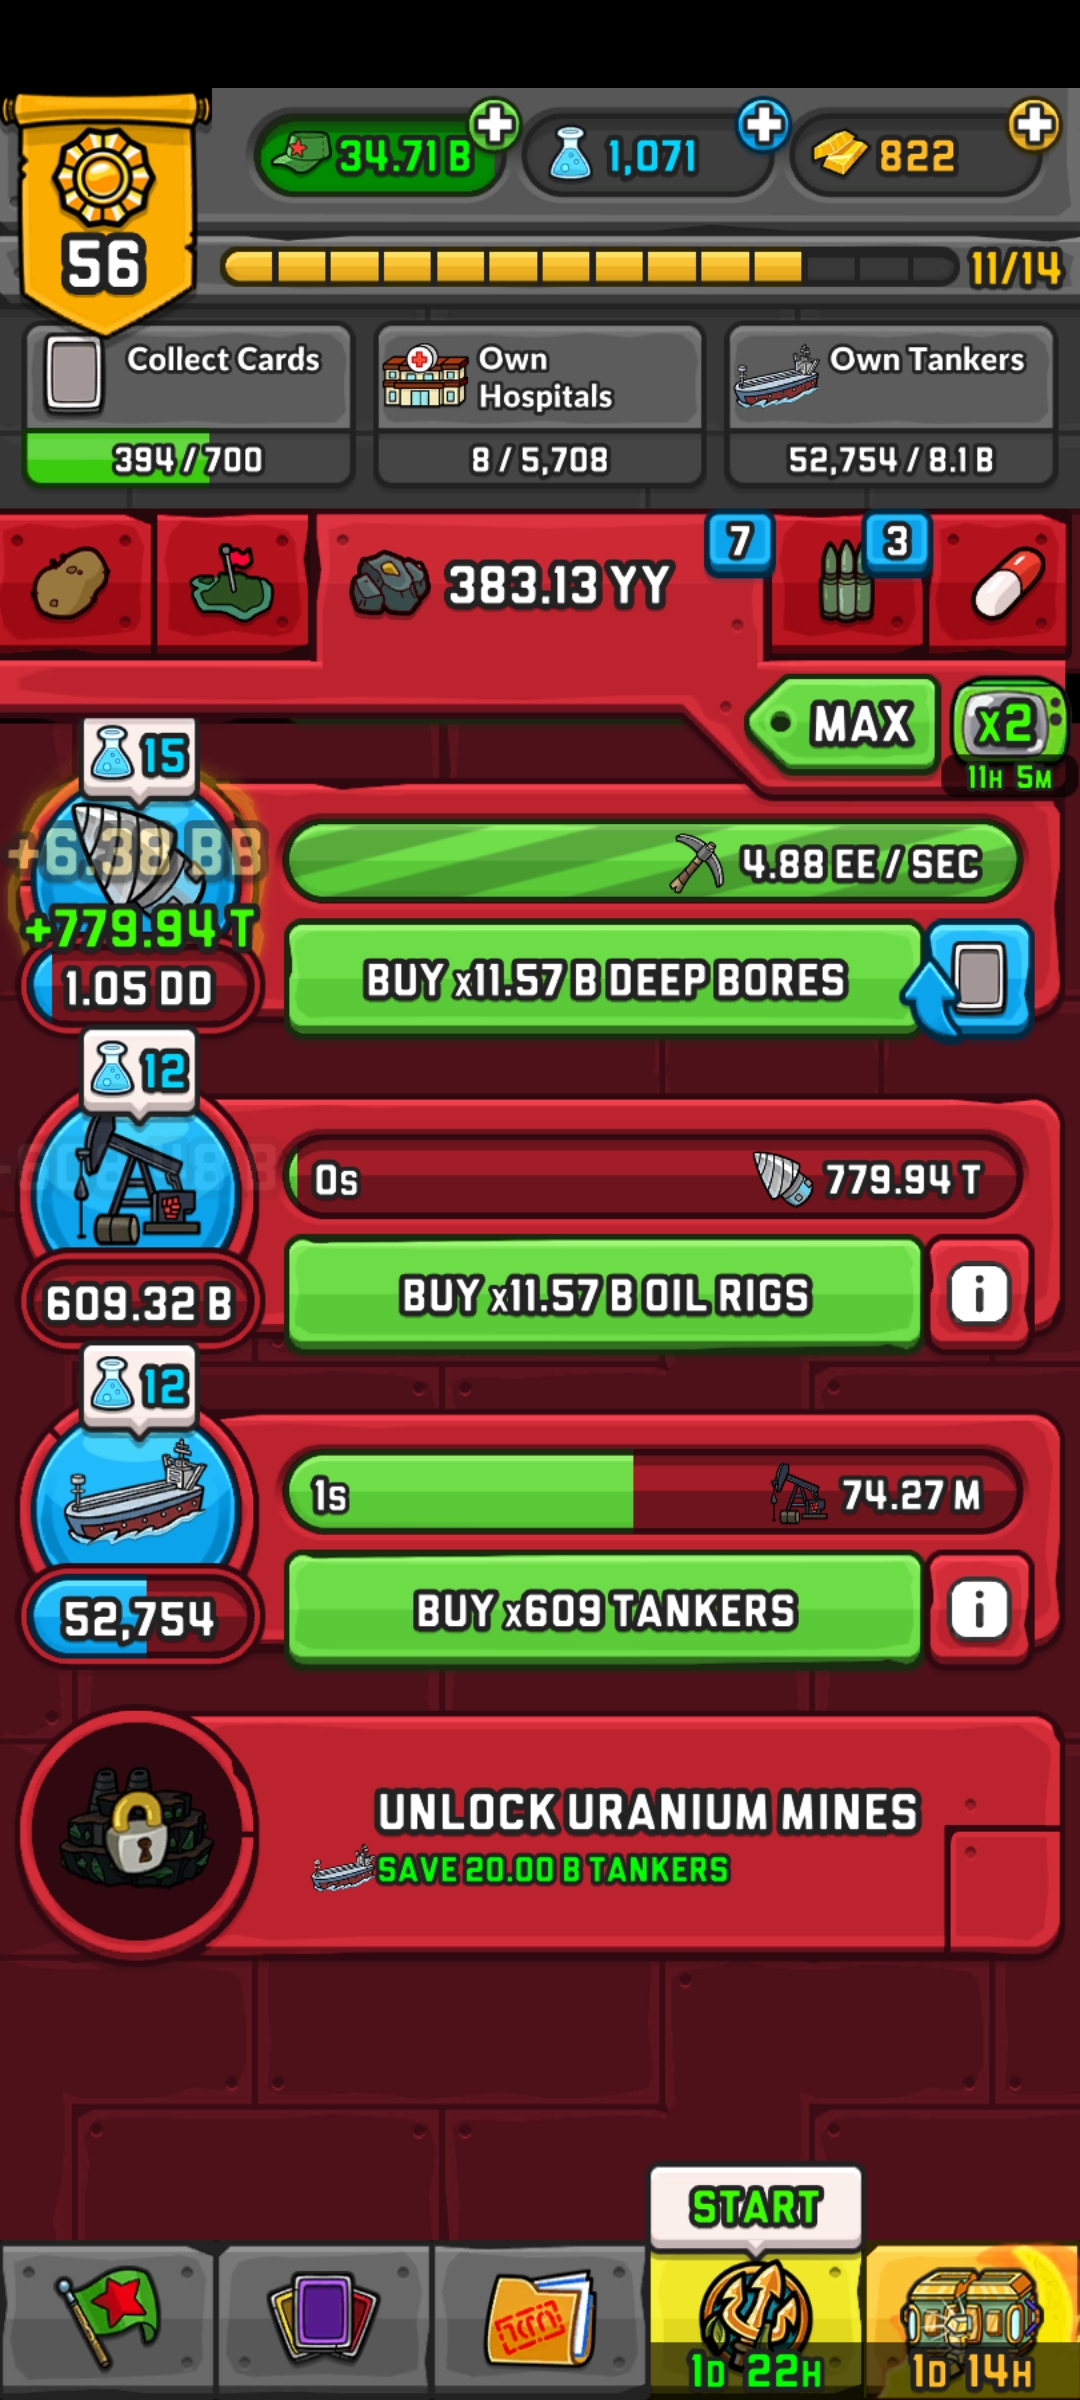 34.71 B
1,071
822
56
11/14
Collect Cards
394 / 700
Own
Hospitals
8 / 5,708
Own Tankers
52,754 / 8.1 B
383.13 YY
7
3
MAX
x2
11H 5M
15
+6.38 BB
+779.94 T
1.05 DD
4.88 EE / SEC
BUY x11.57 B DEEP BORES
12
609.32 B
0s
779.94 T
BUY x11.57 B OIL RIGS
i
12
52,754
1s
74.27 M
BUY x609 TANKERS
i
UNLOCK URANIUM MINES
SAVE 20.00 B TANKERS
START
1D 22H
1D 14H